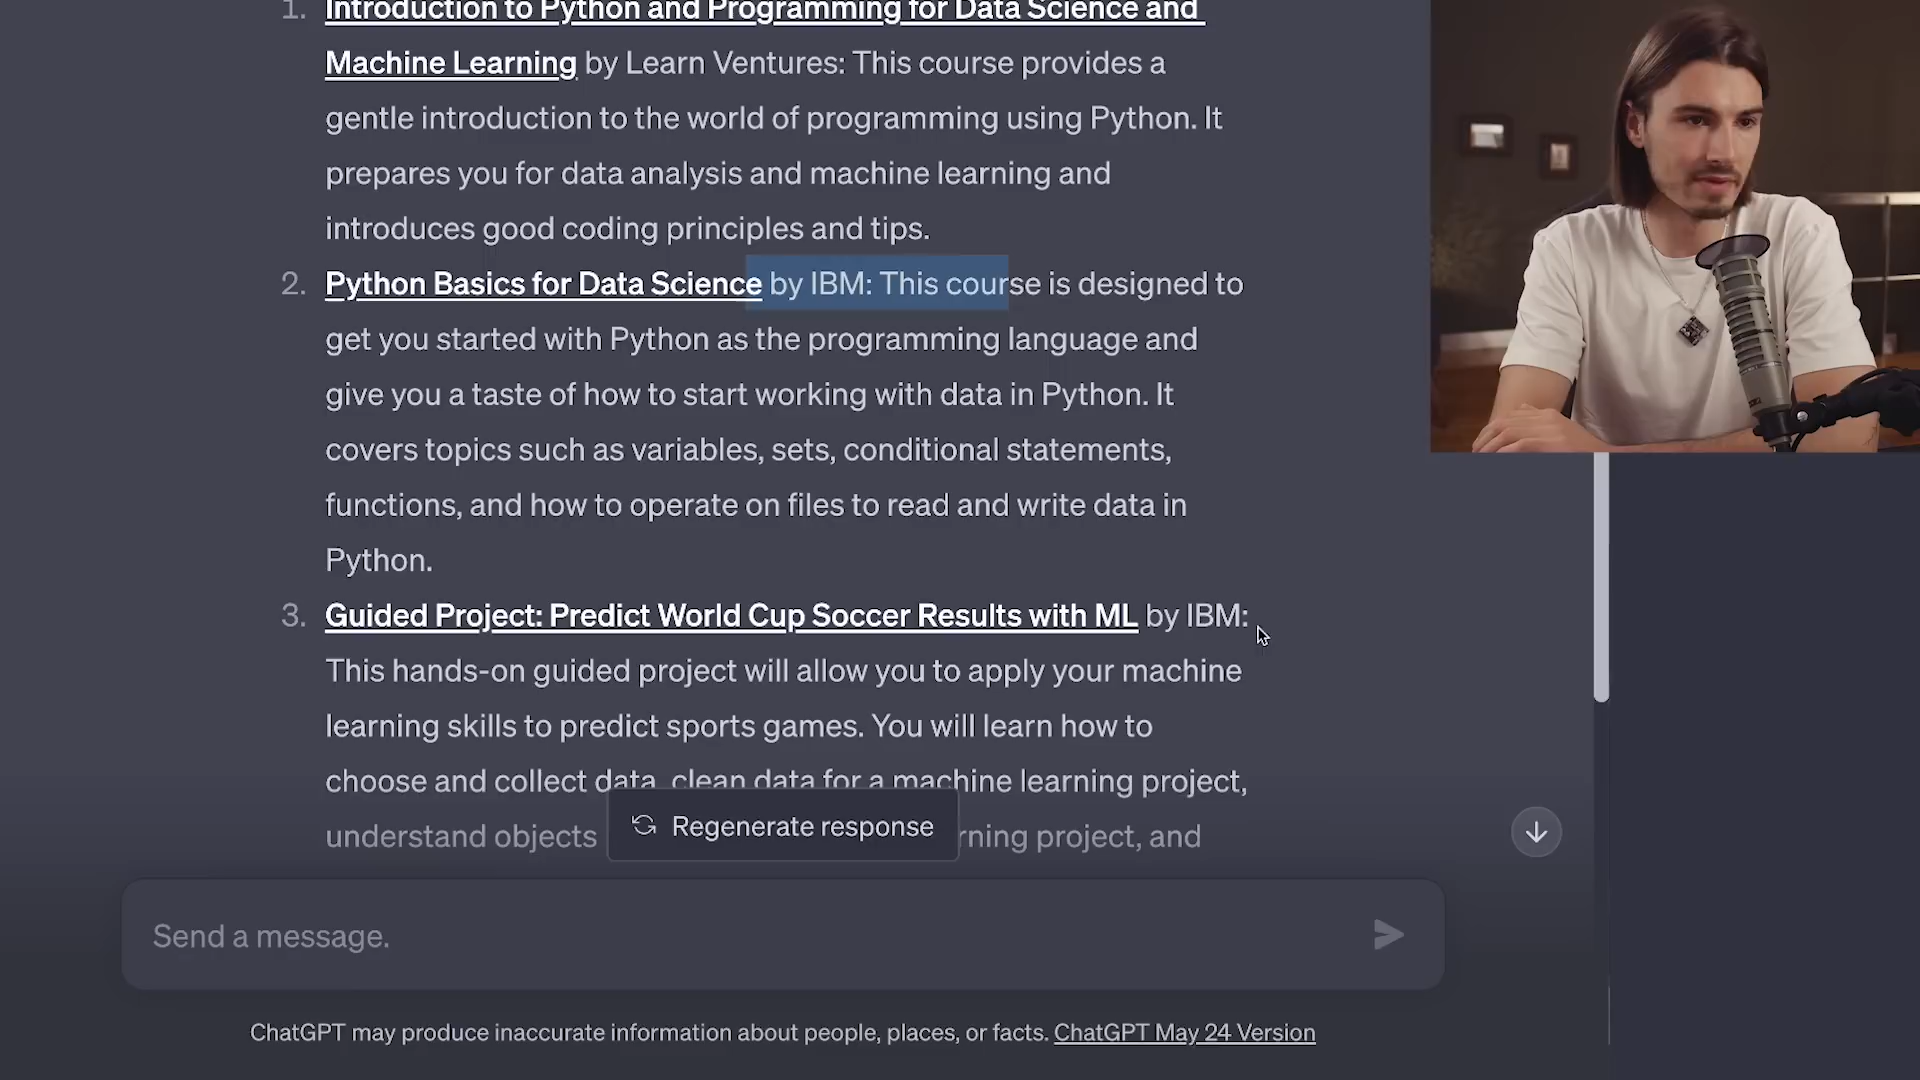 1. Introduction to Python and Programming for Data Science and
Machine Learning by Learn Ventures: This course provides a
gentle introduction to the world of programming using Python. It
prepares you for data analysis and machine learning and
introduces good coding principles and tips.
2. Python Basics for Data Science by IBM: This course is designed to
get you started with Python as the programming language and
give you a taste of how to start working with data in Python. It
covers topics such as variables, sets, conditional statements,
functions, and how to operate on files to read and write data in
Python.
3. Guided Project: Predict World Cup Soccer Results with ML by IBM:
This hands-on guided project will allow you to apply your machine
learning skills to predict sports games. You will learn how to
choose and collect data, clean data for a machine learning project,
understand objects
rning project, and
Regenerate response
Send a message.
ChatGPT may produce inaccurate information about people, places, or facts. ChatGPT May 24 Version